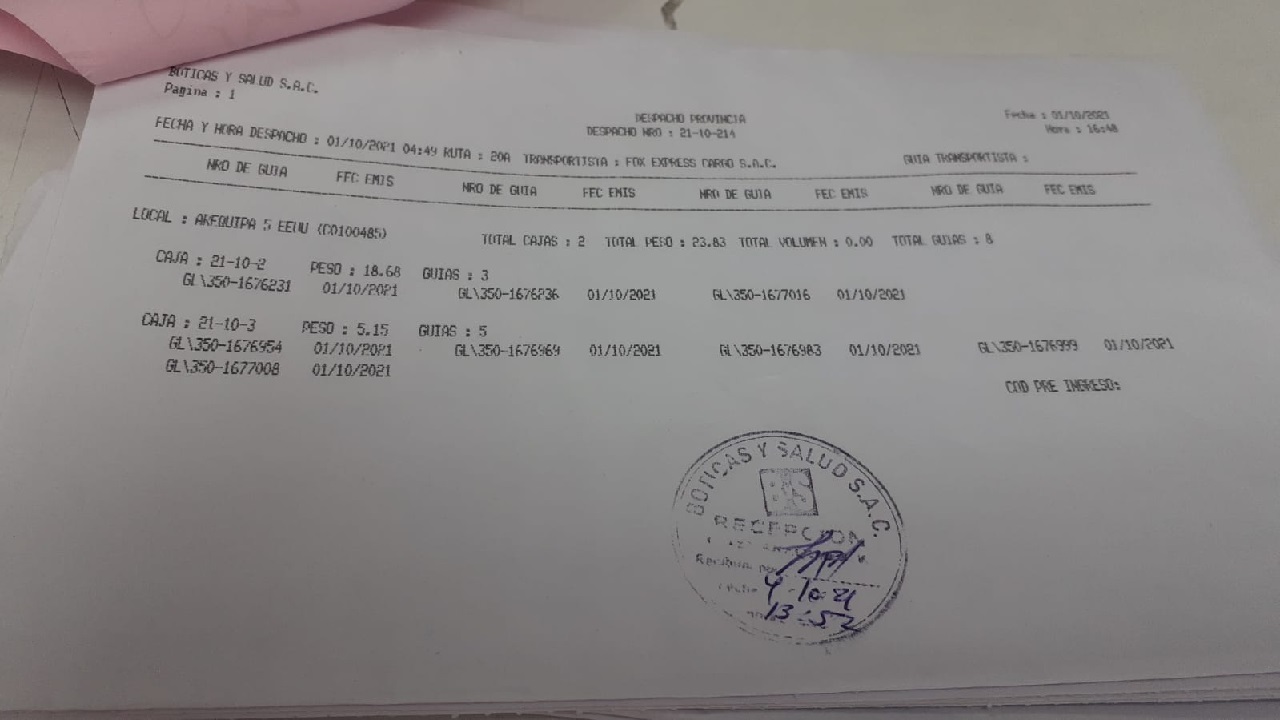 BOTICAS Y SALUD S.A.C.
Pagina : 1
DESPACHO PROVINCIA
DESPACHO NRO : 21-10-214
Fecha : 01/10/2021
Hora : 16:48
FECHA Y HORA DESPACHO : 01/10/2021 04:49 RUTA : 20A TRANSPORTISTA : FOX EXPRESS CARGO S.A.C. GUIA TRANSPORTISTA :
NRO DE GUIA FEC EMIS NRO DE GUIA FEC EMIS NRO DE GUIA FEC EMIS NRO DE GUIA FEC EMIS
LOCAL : AREQUIPA 5 EEUU (C0100485) TOTAL CAJAS : 2 TOTAL PESO : 23.83 TOTAL VOLUMEN : 0.00 TOTAL GUIAS : 8
CAJA : 21-10-2 PESO : 18.68 GUIAS : 3
GL\350-1676231 01/10/2021 GL\350-1676236 01/10/2021 GL\350-1677016 01/10/2021
CAJA : 21-10-3 PESO : 5.15 GUIAS : 5
GL\350-1676954 01/10/2021 GL\350-1676969 01/10/2021 GL\350-1676983 01/10/2021 GL\350-1676999 01/10/2021
GL\350-1677008 01/10/2021
COD PRE INGRESO:
BOTICAS Y SALUD S.A.C.
BS
RECEPCION
4-10-21
13:52